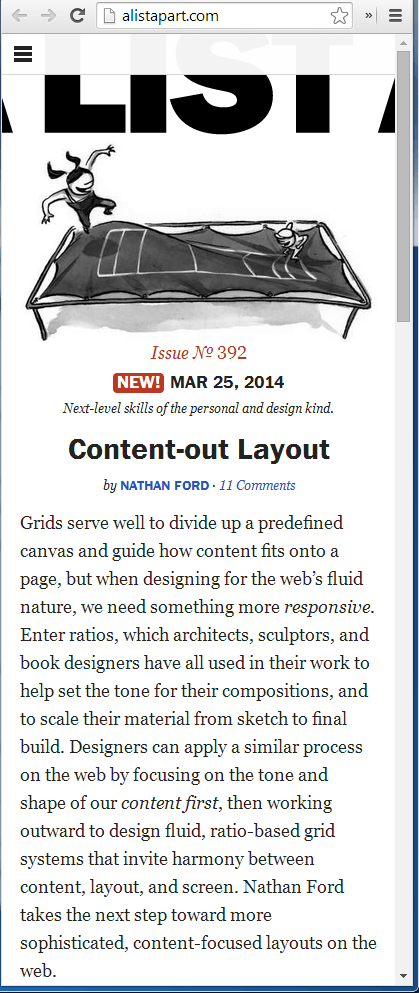 alistapart.com
»
A LIST A
Issue № 392
NEW! MAR 25, 2014
Next-level skills of the personal and design kind.
Content-out Layout
by NATHAN FORD · 11 Comments
Grids serve well to divide up a predefined
canvas and guide how content fits onto a
page, but when designing for the web’s fluid
nature, we need something more responsive.
Enter ratios, which architects, sculptors, and
book designers have all used in their work to
help set the tone for their compositions, and
to scale their material from sketch to final
build. Designers can apply a similar process
on the web by focusing on the tone and
shape of our content first, then working
outward to design fluid, ratio-based grid
systems that invite harmony between
content, layout, and screen. Nathan Ford
takes the next step toward more
sophisticated, content-focused layouts on the
web.